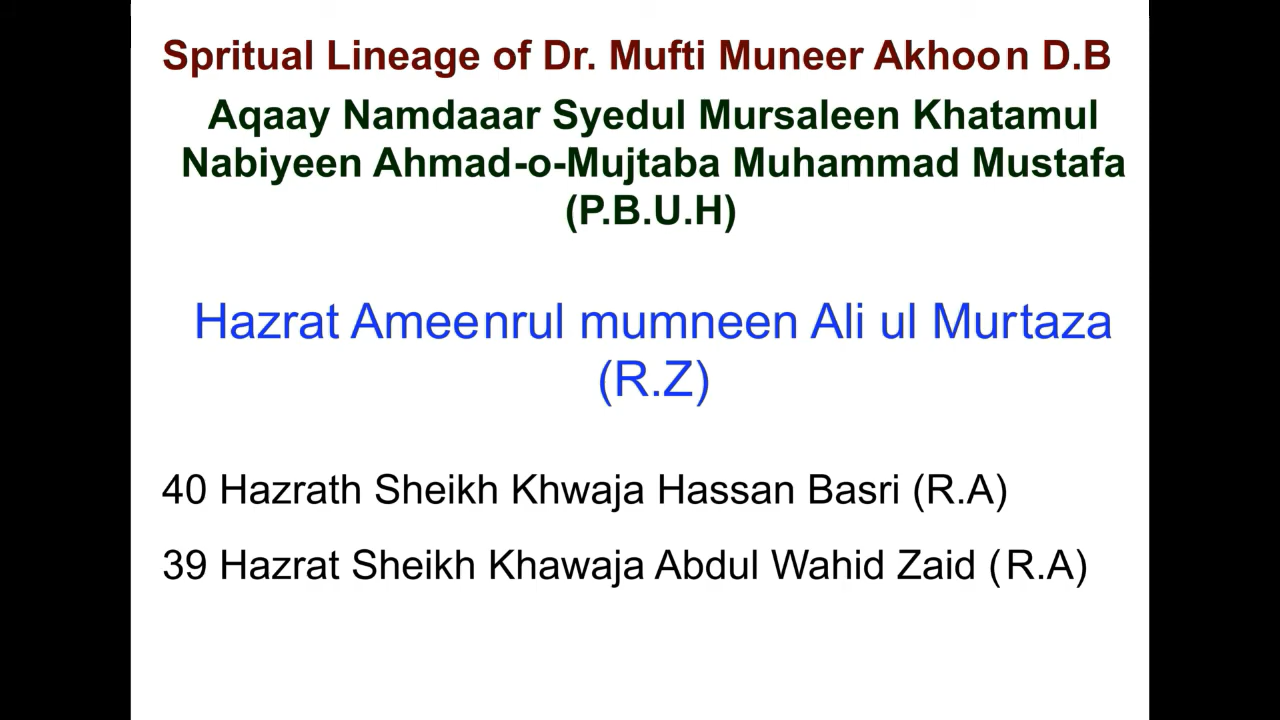 Spritual Lineage of Dr. Mufti Muneer Akhoon D.B
Aqaay Namdaaar Syedul Mursaleen Khatamul
Nabiyeen Ahmad-o-Mujtaba Muhammad Mustafa
(P.B.U.H)
Hazrat Ameenrul mumneen Ali ul Murtaza
(R.Z)
40 Hazrath Sheikh Khwaja Hassan Basri (R.A)
39 Hazrat Sheikh Khawaja Abdul Wahid Zaid (R.A)